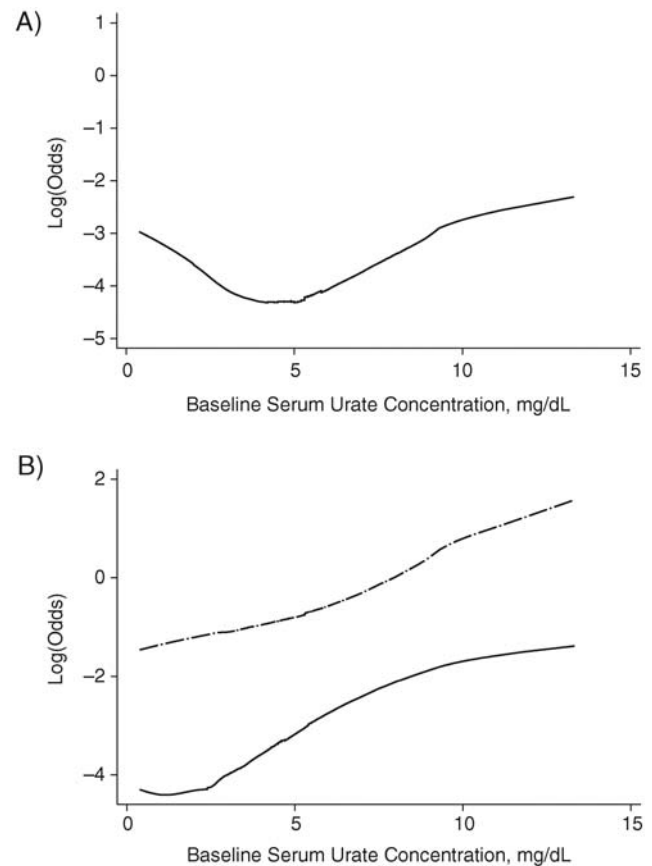 A)
1
0
–1
–2
–3
–4
–5
Log(Odds)
0 5 10 15
Baseline Serum Urate Concentration, mg/dL
B)
2
0
–2
–4
Log(Odds)
0 5 10 15
Baseline Serum Urate Concentration, mg/dL